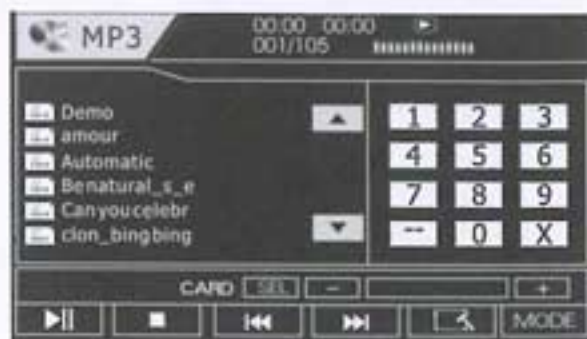 MP3
00:00 00:00
001/105
Demo
amour
Automatic
Benatural_s_e
Canyoucelebr
clon_bingbing
1 2 3
4 5 6
7 8 9
-- 0 X
CARD SEL - +
MODE